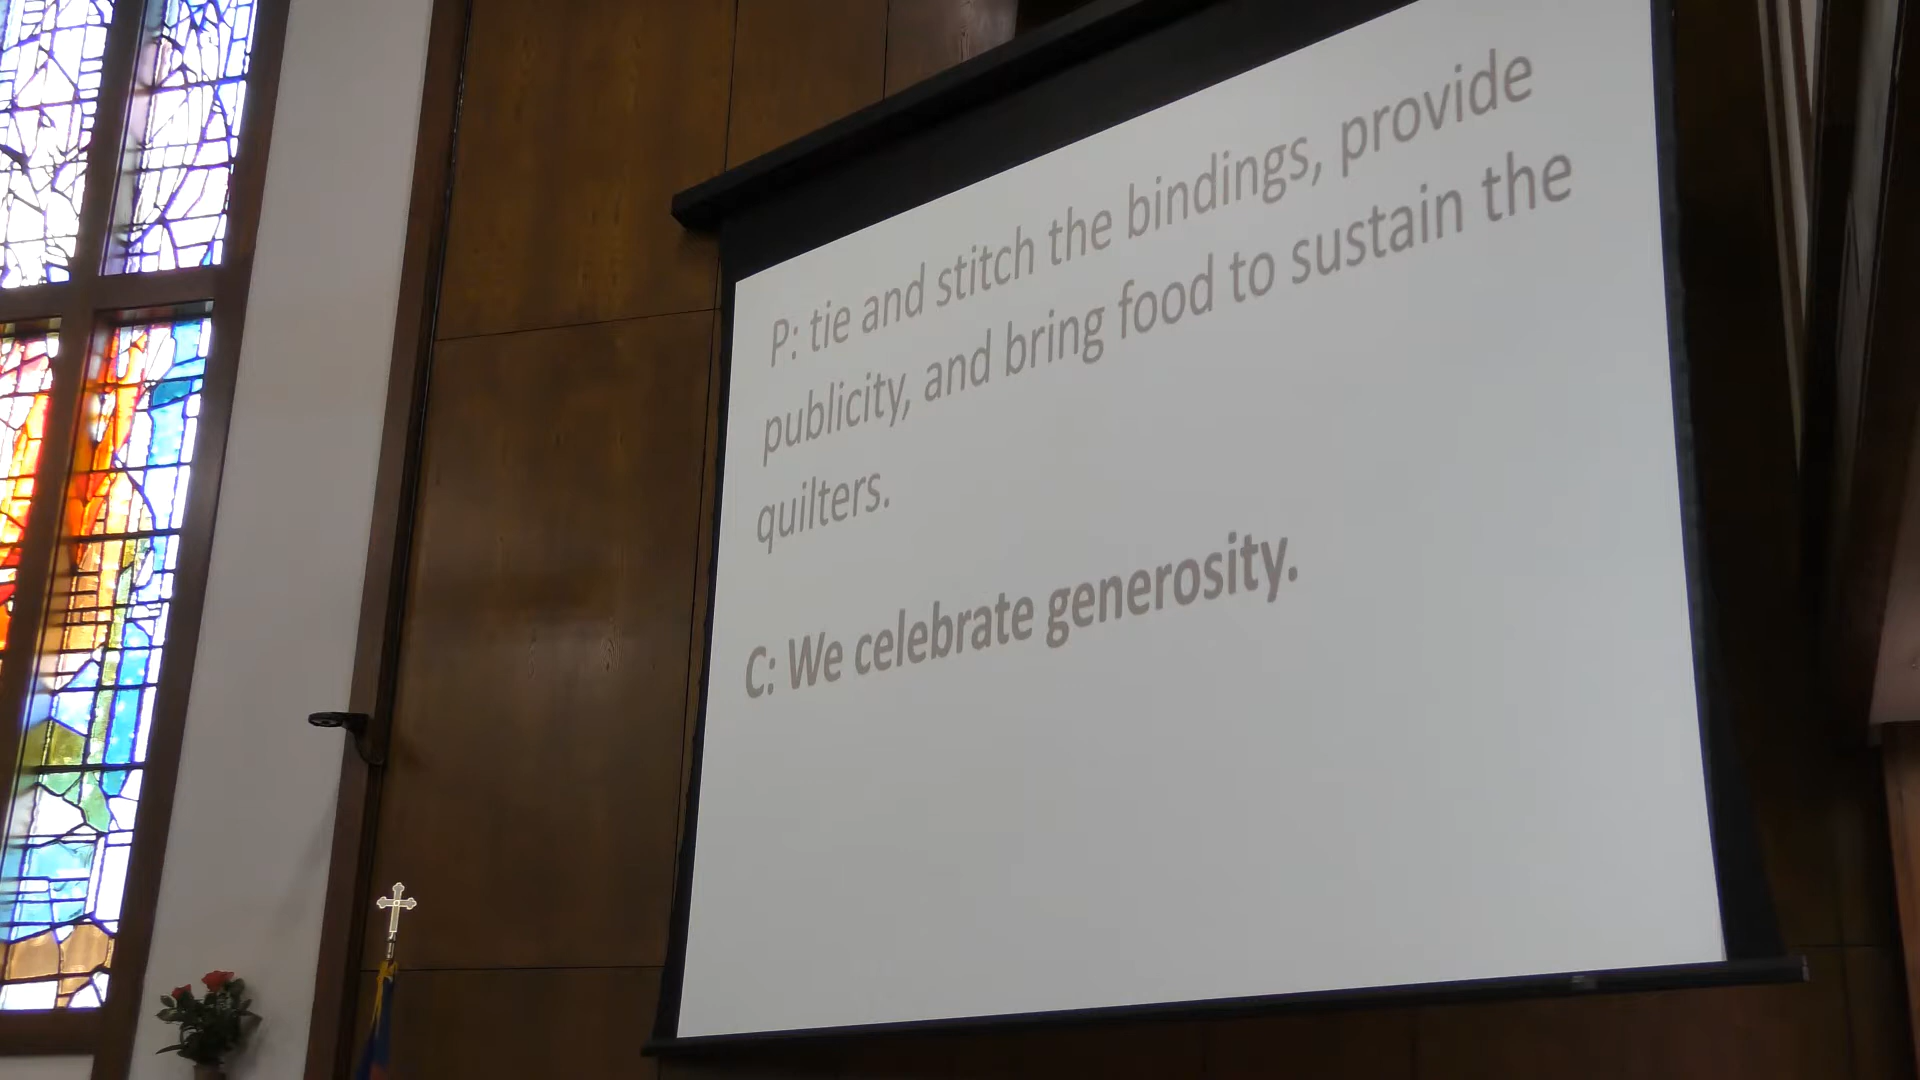 P: tie and stitch the bindings, provide
publicity, and bring food to sustain the
quilters.
C: We celebrate generosity.